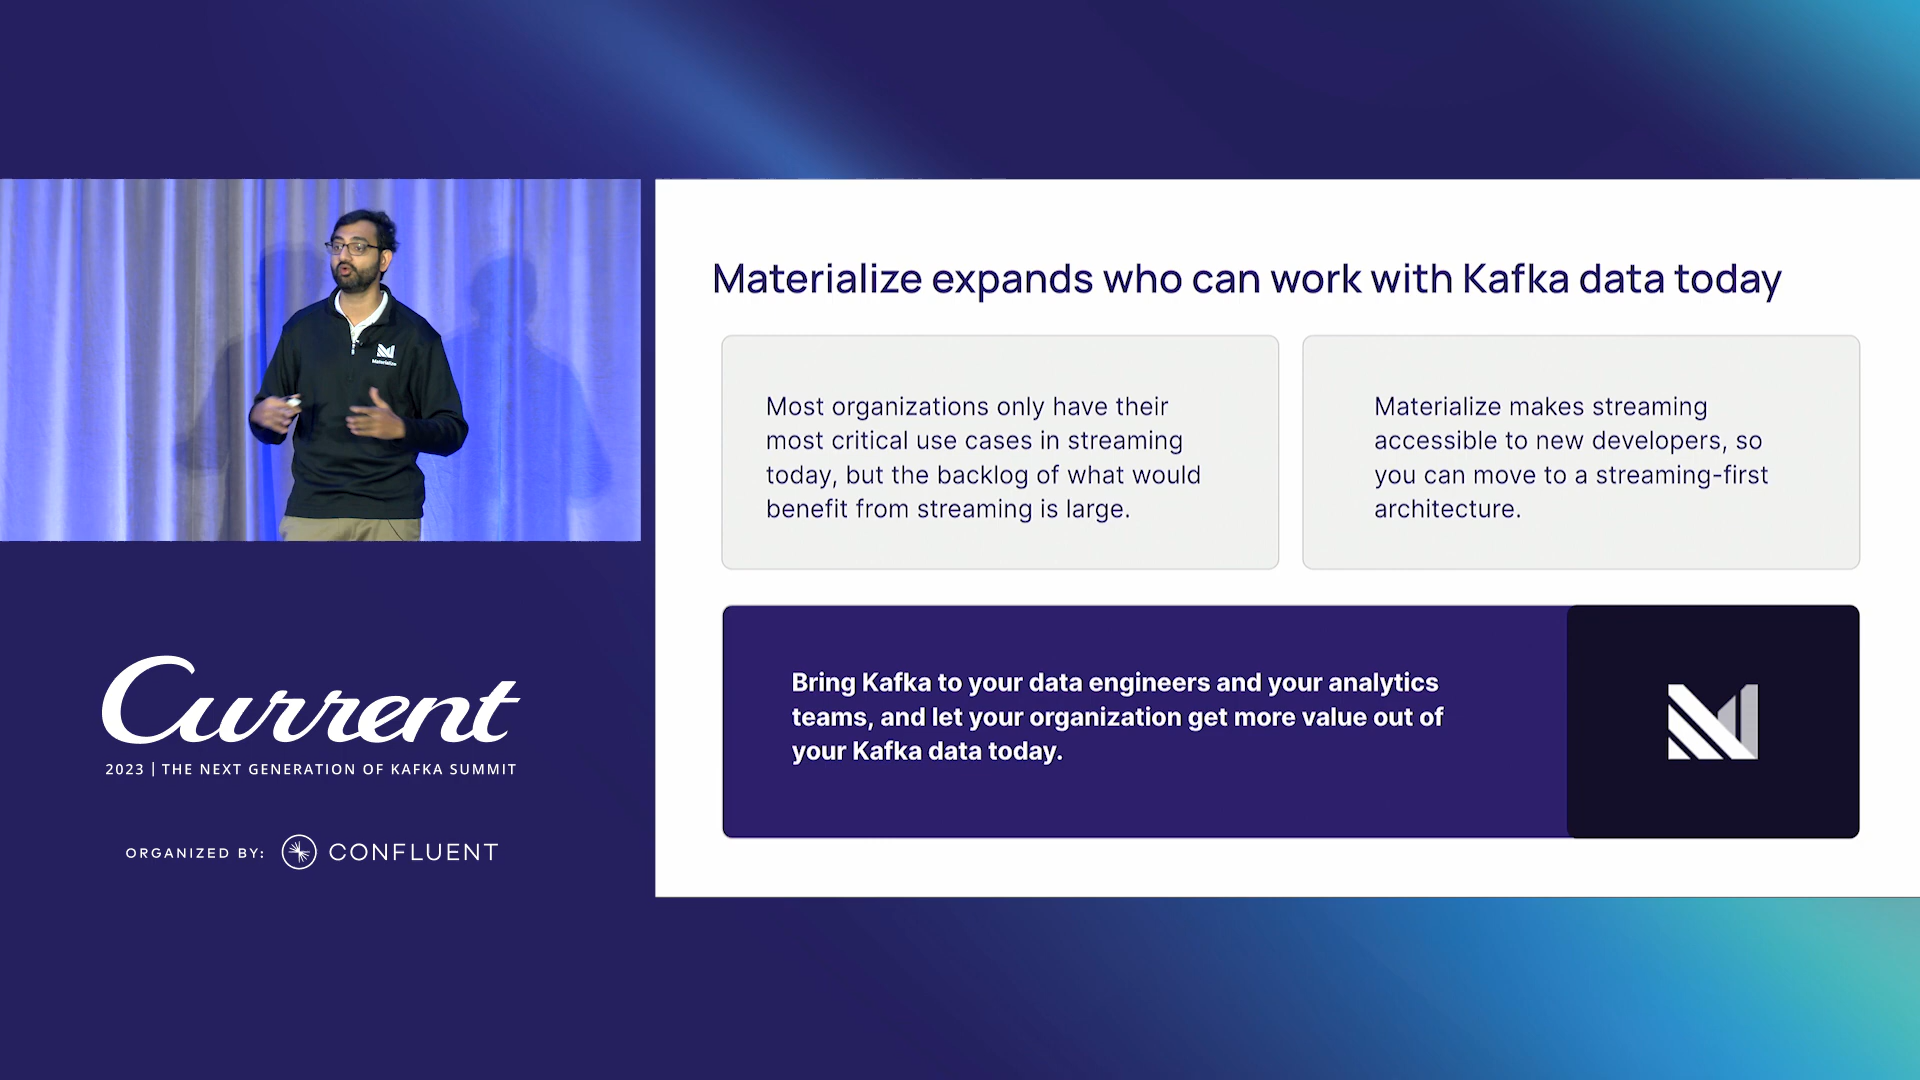 Materialize
Current
2023 | THE NEXT GENERATION OF KAFKA SUMMIT
ORGANIZED BY: CONFLUENT
Materialize expands who can work with Kafka data today
Most organizations only have their
most critical use cases in streaming
today, but the backlog of what would
benefit from streaming is large.
Materialize makes streaming
accessible to new developers, so
you can move to a streaming-first
architecture.
Bring Kafka to your data engineers and your analytics
teams, and let your organization get more value out of
your Kafka data today.